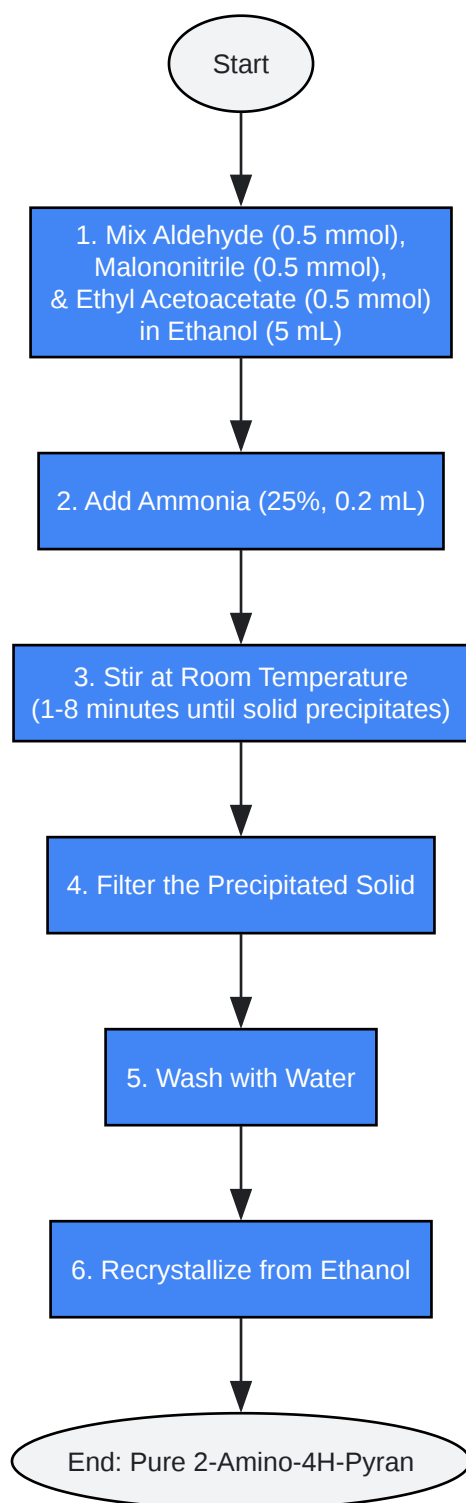 Start
1. Mix Aldehyde (0.5 mmol),
Malononitrile (0.5 mmol),
& Ethyl Acetoacetate (0.5 mmol)
in Ethanol (5 mL)
2. Add Ammonia (25%, 0.2 mL)
3. Stir at Room Temperature
(1-8 minutes until solid precipitates)
4. Filter the Precipitated Solid
5. Wash with Water
6. Recrystallize from Ethanol
End: Pure 2-Amino-4H-Pyran